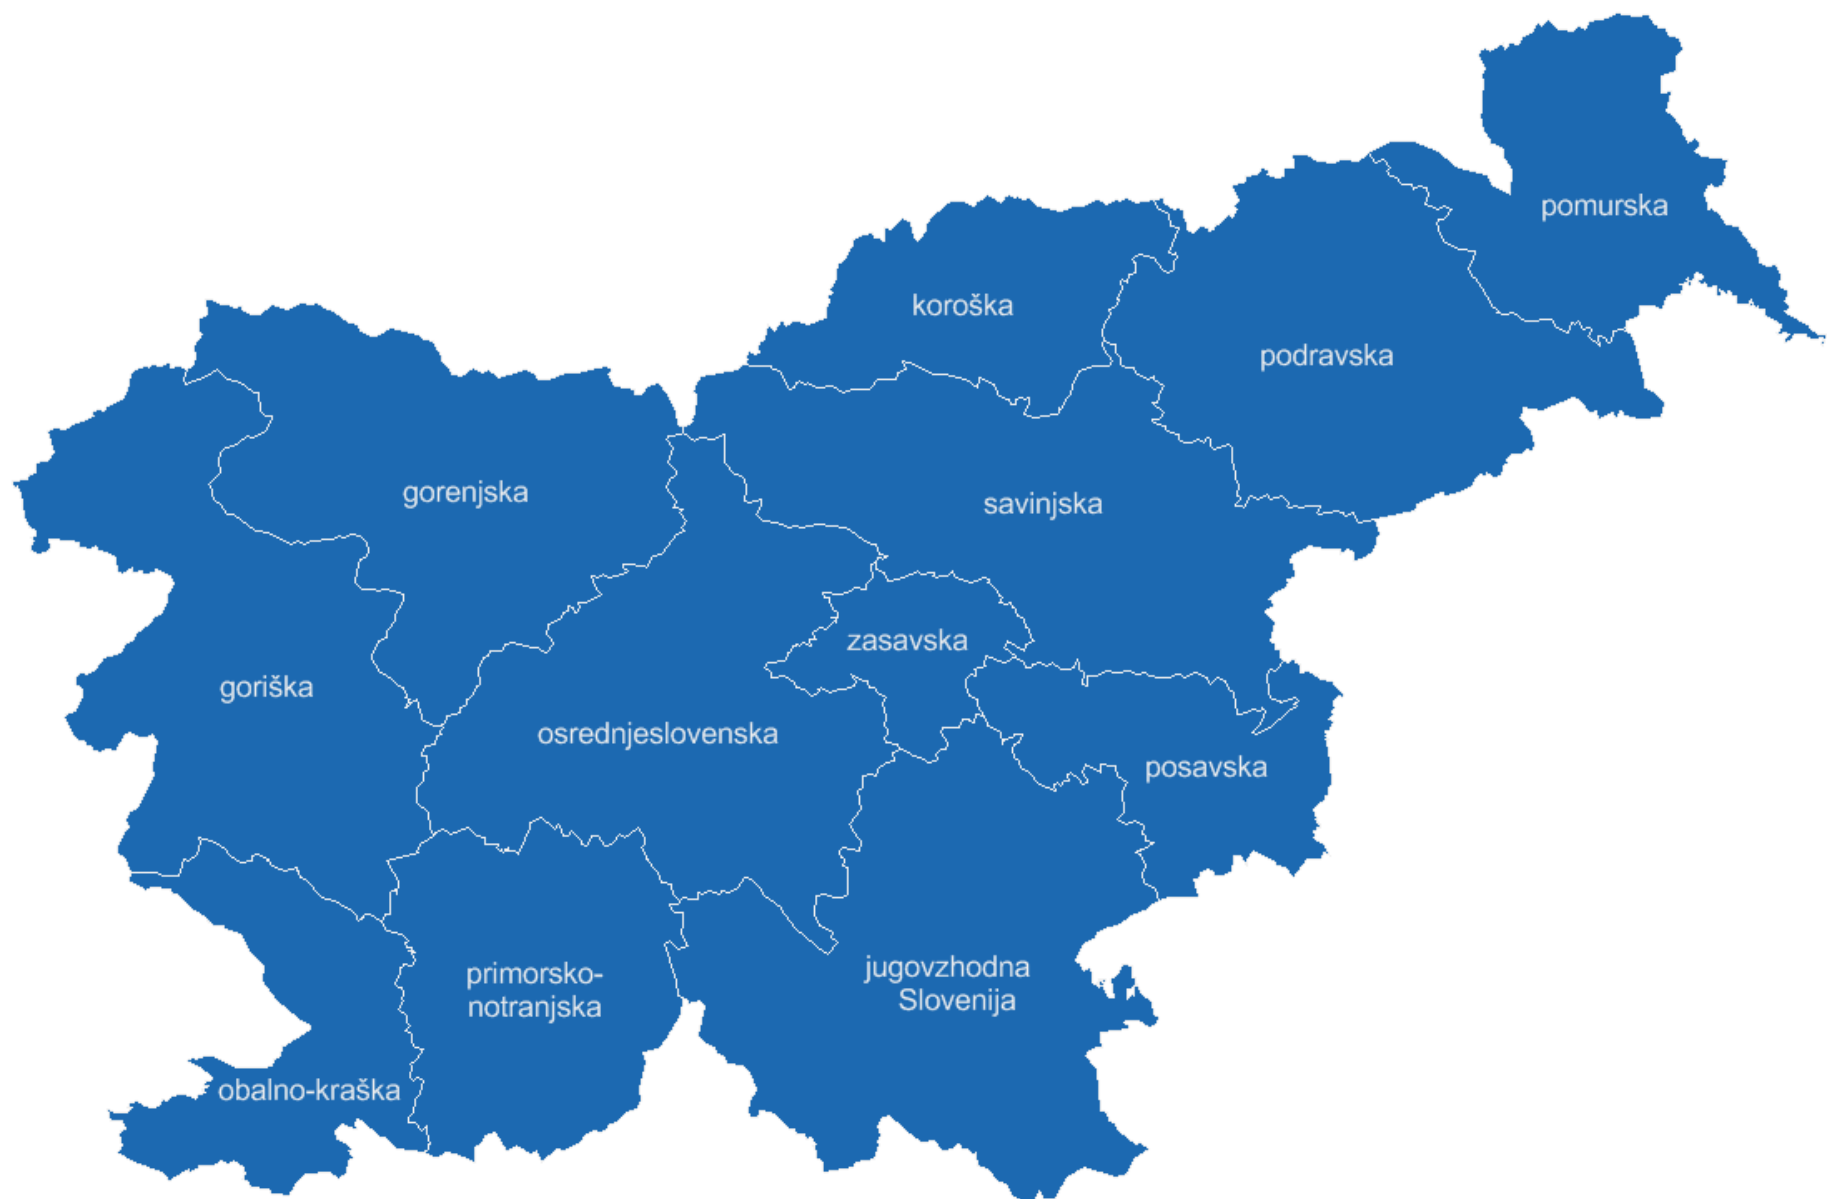 pomurska
koroška
podravska
gorenjska
savinjska
zasavska
goriška
osrednjeslovenska
posavska
primorsko-
notranjska
jugovzhodna
Slovenija
obalno-kraška